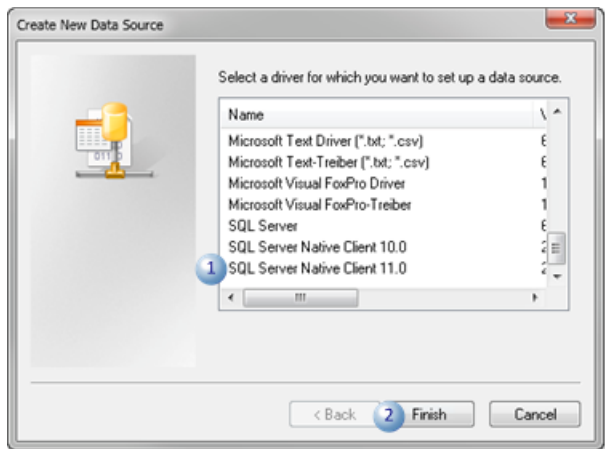 Create New Data Source
Select a driver for which you want to set up a data source.
Name
Microsoft Text Driver (*.txt; *.csv)
Microsoft Text-Treiber (*.txt; *.csv)
Microsoft Visual FoxPro Driver
Microsoft Visual FoxPro-Treiber
SQL Server
SQL Server Native Client 10.0
1 SQL Server Native Client 11.0
< Back 2 Finish Cancel